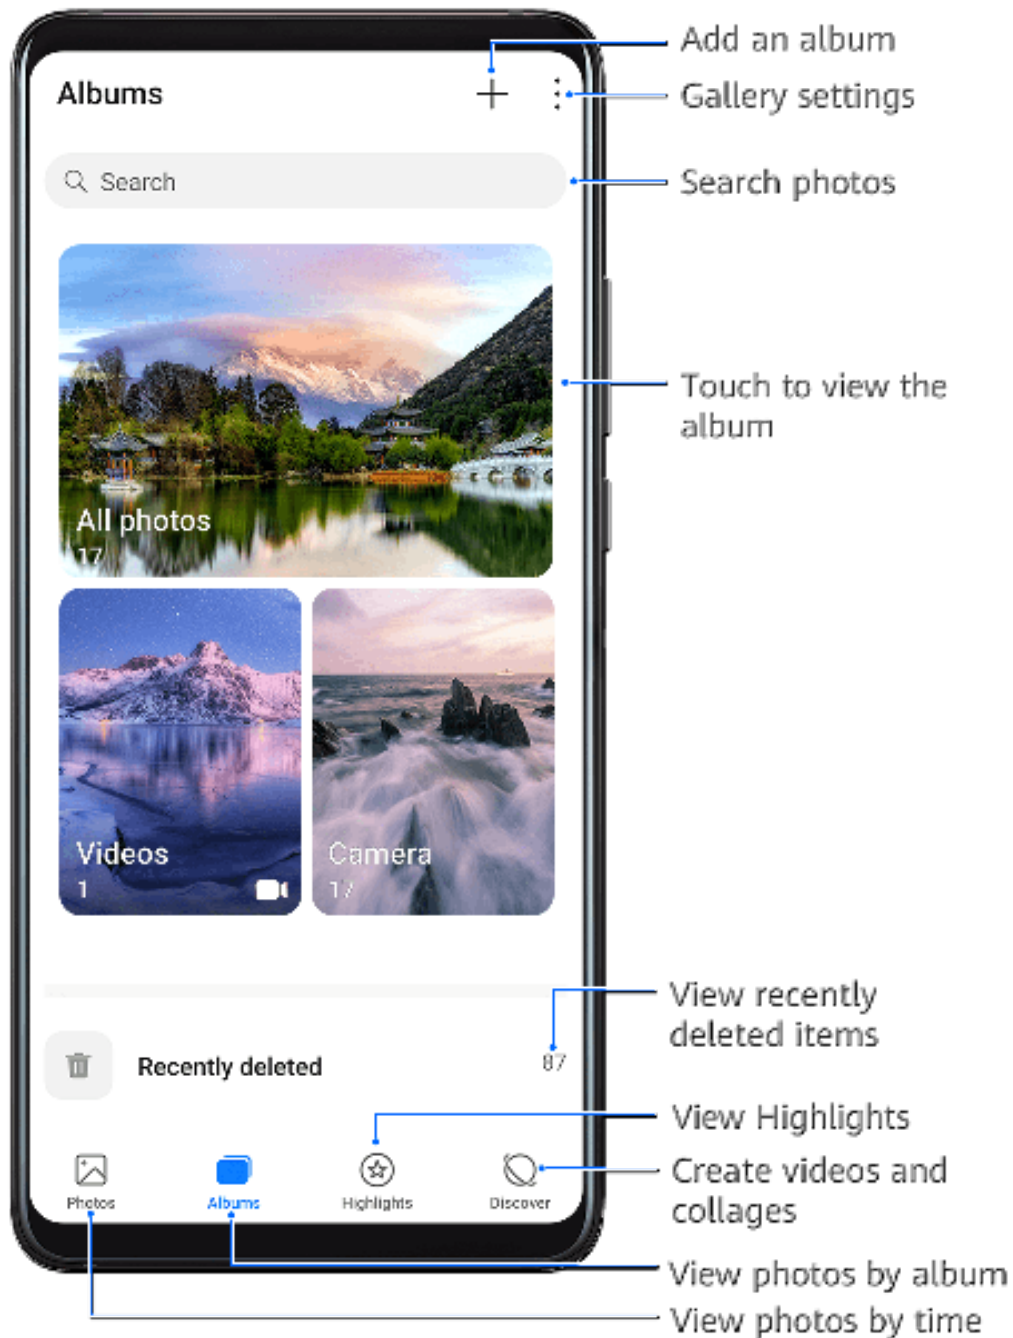 Add an album
Albums
Gallery settings
Search
Search photos
Touch to view the
album
All photos
17
Videos
1
Camera
17
View recently
deleted items
Recently deleted
87
View Highlights
Create videos and
collages
Photos
Albums
Highlights
Discover
View photos by album
View photos by time